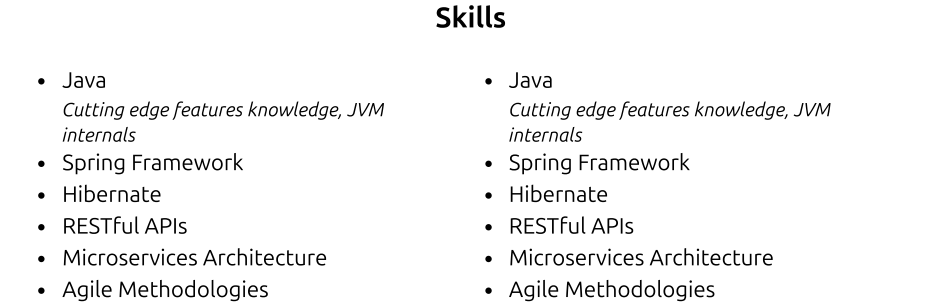 Skills
• Java
Cutting edge features knowledge, JVM
internals
• Spring Framework
• Hibernate
• RESTful APIs
• Microservices Architecture
• Agile Methodologies
• Java
Cutting edge features knowledge, JVM
internals
• Spring Framework
• Hibernate
• RESTful APIs
• Microservices Architecture
• Agile Methodologies